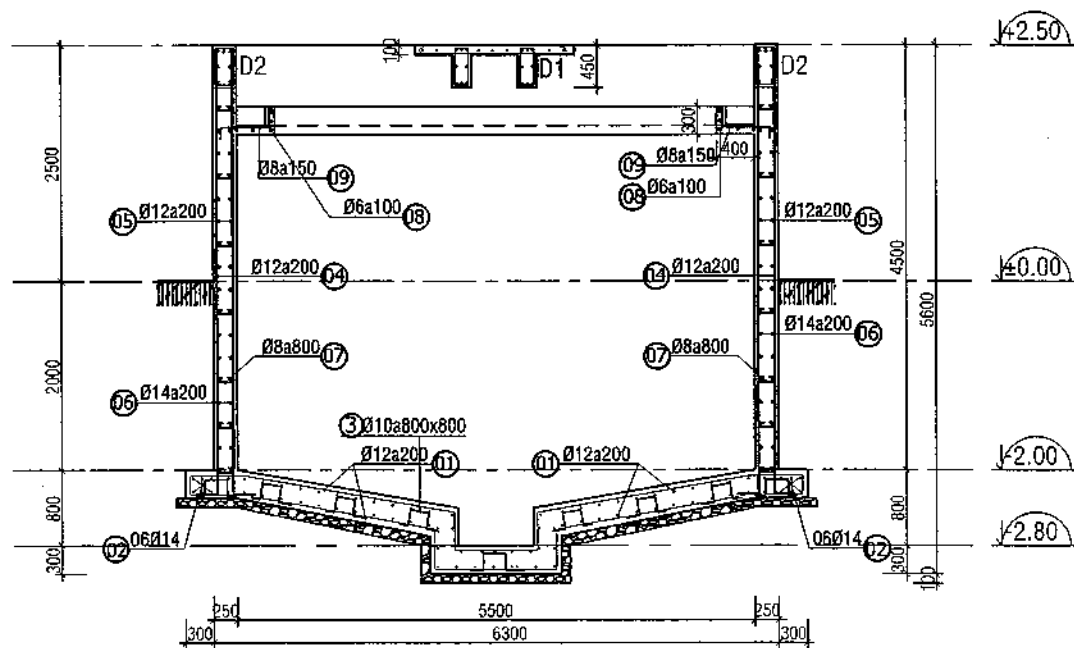 +2.50
100
D2
D1
450
D2
300
Ø8a150 09
09 Ø8a150
400
Ø6a100 08
08 Ø6a100
2500
05 Ø12a200
Ø12a200 05
4500
Ø12a200 04
04 Ø12a200
±0.00
5600
Ø14a200 06
Ø8a800 07
07 Ø8a800
2000
06 Ø14a200
3 Ø10a800x800
Ø12a200 01
01 Ø12a200
-2.00
800
800
02 06Ø14
06Ø14 02
-2.80
300
300
100
250
5500
250
300
6300
300